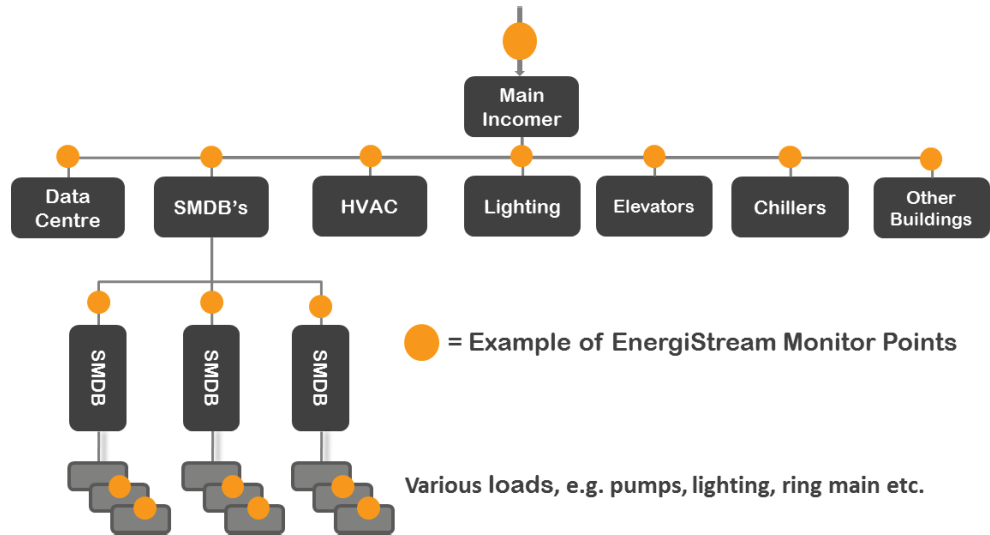 Main
Incomer
Data
Centre
SMDB's
HVAC
Lighting
Elevators
Chillers
Other
Buildings
SMDB
SMDB
SMDB
= Example of EnergiStream Monitor Points
Various loads, e.g. pumps, lighting, ring main etc.